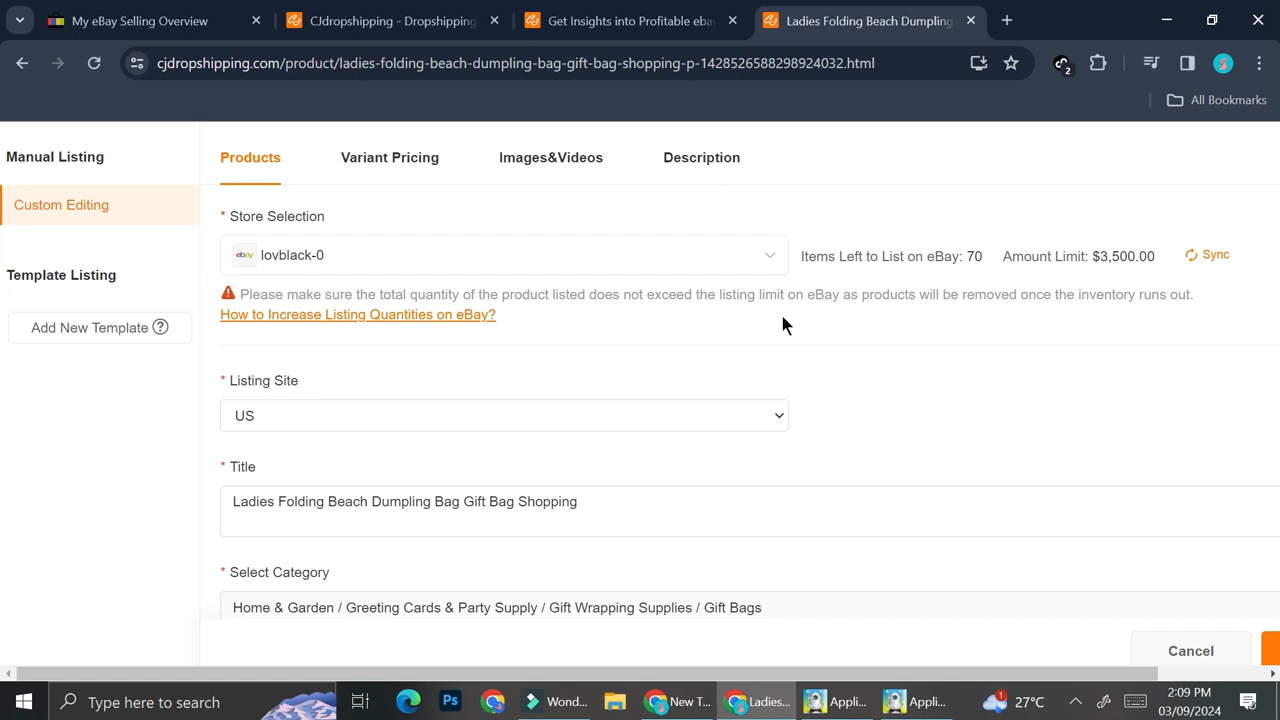 My eBay Selling Overview
CJdropshipping - Dropshipping
Get Insights into Profitable eba
Ladies Folding Beach Dumpling
cjdropshipping.com/product/ladies-folding-beach-dumpling-bag-gift-bag-shopping-p-1428526588298924032.html
2
All Bookmarks
Manual Listing
Custom Editing
Template Listing
Add New Template ?
Products
Variant Pricing
Images&Videos
Description
* Store Selection
ebay lovblack-0
Items Left to List on eBay: 70 Amount Limit: $3,500.00 Sync
Please make sure the total quantity of the product listed does not exceed the listing limit on eBay as products will be removed once the inventory runs out.
How to Increase Listing Quantities on eBay?
* Listing Site
US
* Title
Ladies Folding Beach Dumpling Bag Gift Bag Shopping
* Select Category
Home & Garden / Greeting Cards & Party Supply / Gift Wrapping Supplies / Gift Bags
Cancel
Type here to search
Ps
Wond...
New T...
Ladies...
Appli...
Appli...
1
27°C
2:09 PM
03/09/2024